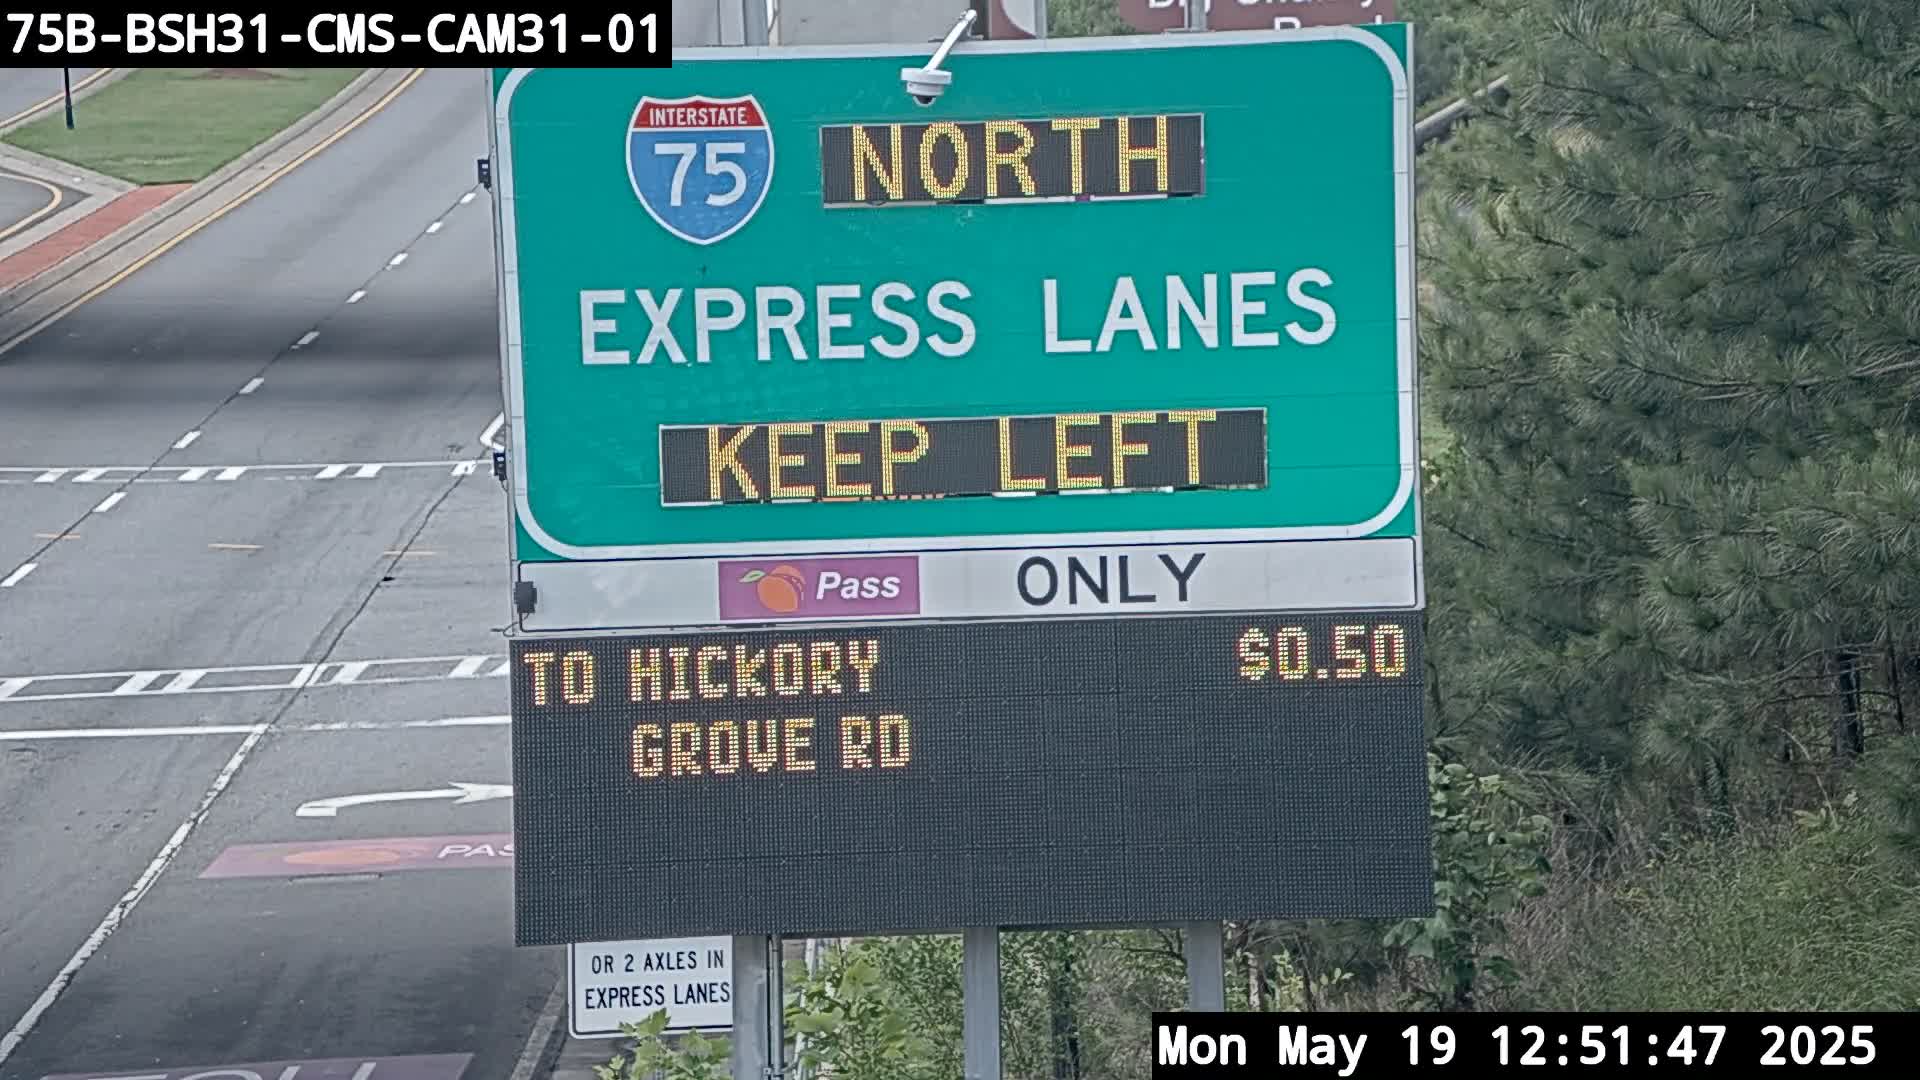 75B-BSH31-CMS-CAM31-01
INTERSTATE
75
NORTH
EXPRESS LANES
KEEP LEFT
Pass
ONLY
TO HICKORY $0.50
GROVE RD
PAS
OR 2 AXLES IN
EXPRESS LANES
Mon May 19 12:51:47 2025